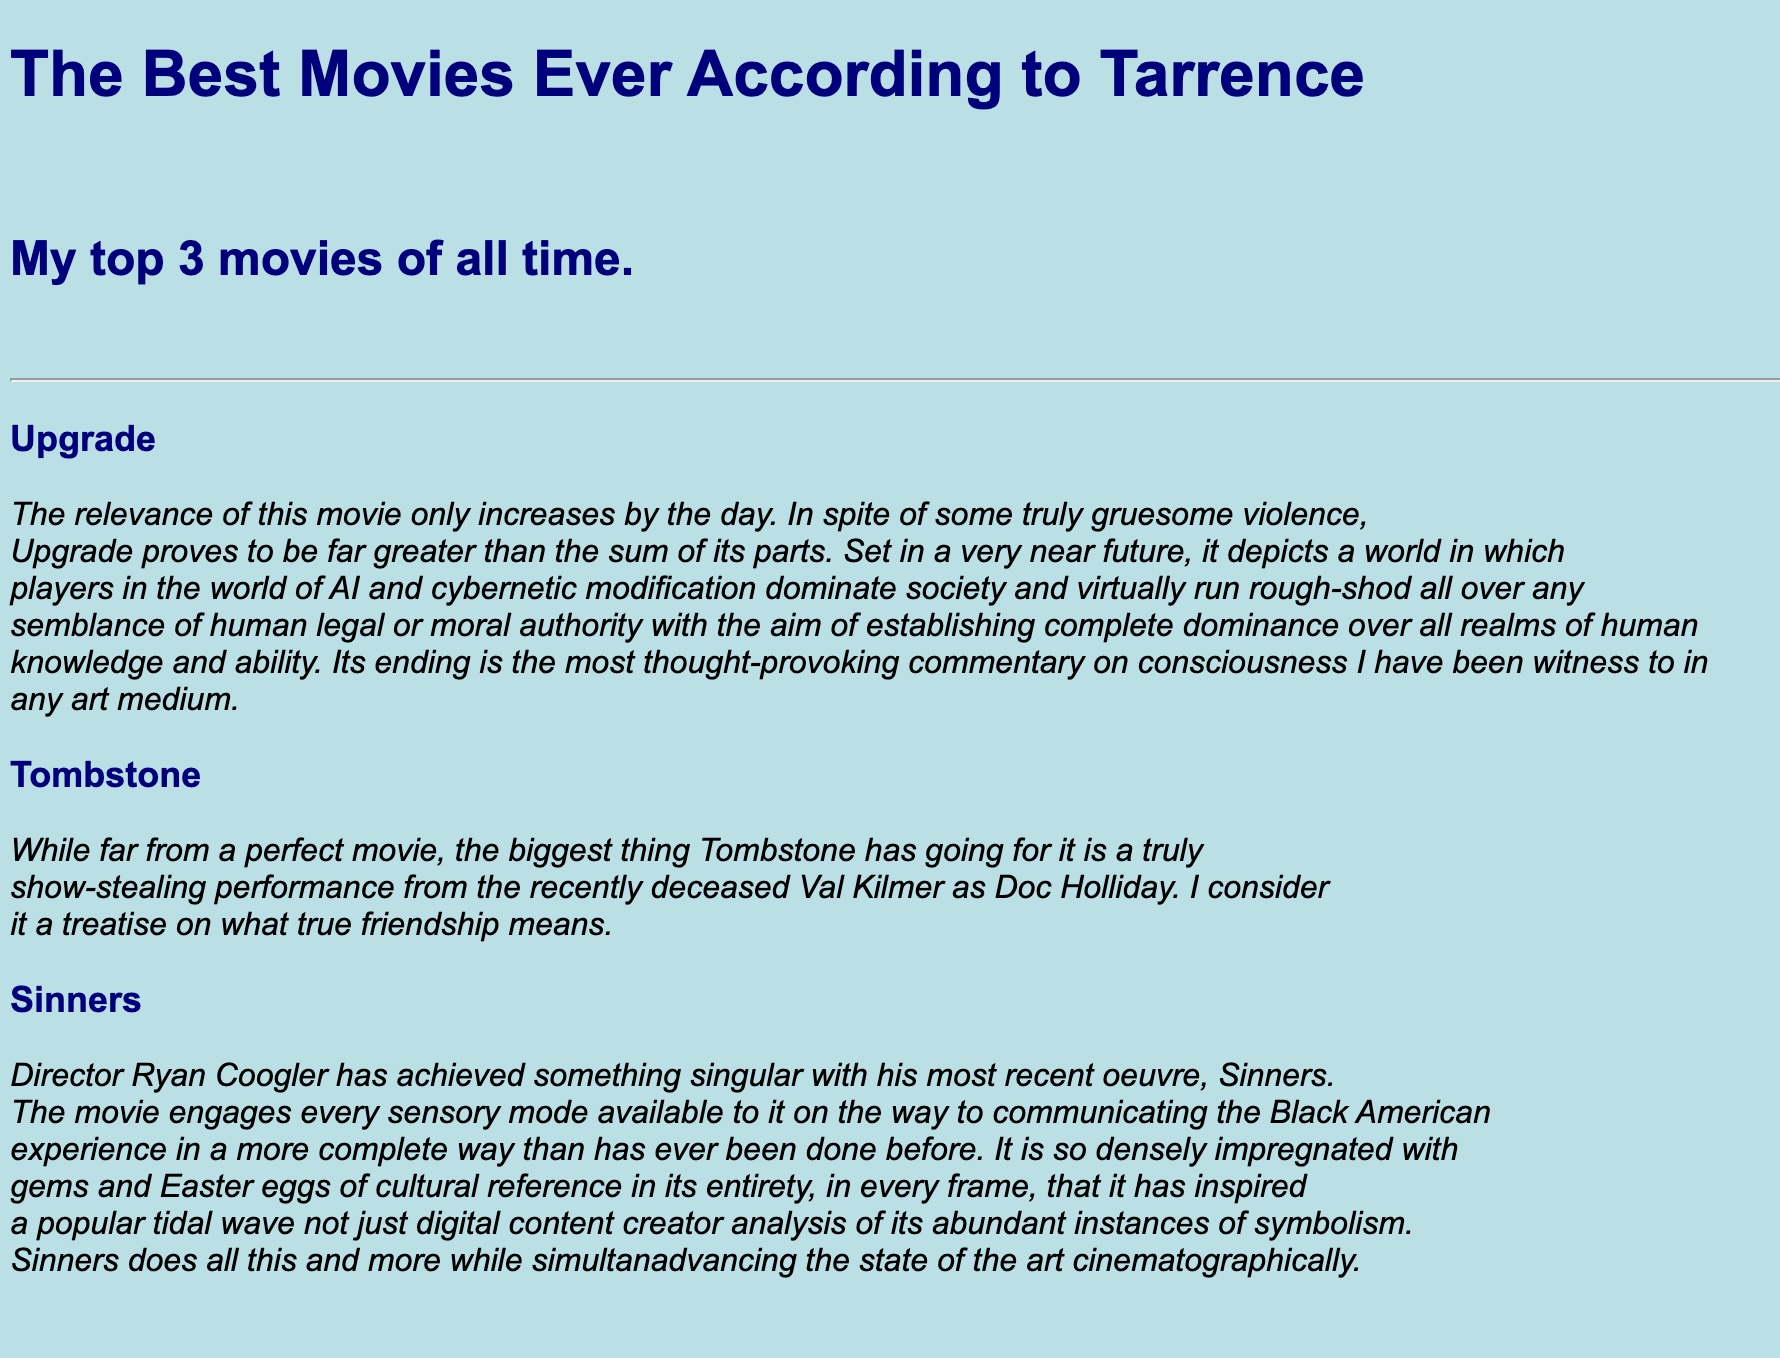 The Best Movies Ever According to Tarrence
My top 3 movies of all time.
Upgrade
The relevance of this movie only increases by the day. In spite of some truly gruesome violence,
Upgrade proves to be far greater than the sum of its parts. Set in a very near future, it depicts a world in which
players in the world of AI and cybernetic modification dominate society and virtually run rough-shod all over any
semblance of human legal or moral authority with the aim of establishing complete dominance over all realms of human
knowledge and ability. Its ending is the most thought-provoking commentary on consciousness I have been witness to in
any art medium.
Tombstone
While far from a perfect movie, the biggest thing Tombstone has going for it is a truly
show-stealing performance from the recently deceased Val Kilmer as Doc Holliday. I consider
it a treatise on what true friendship means.
Sinners
Director Ryan Coogler has achieved something singular with his most recent oeuvre, Sinners.
The movie engages every sensory mode available to it on the way to communicating the Black American
experience in a more complete way than has ever been done before. It is so densely impregnated with
gems and Easter eggs of cultural reference in its entirety, in every frame, that it has inspired
a popular tidal wave not just digital content creator analysis of its abundant instances of symbolism.
Sinners does all this and more while simultanadvancing the state of the art cinematographically.